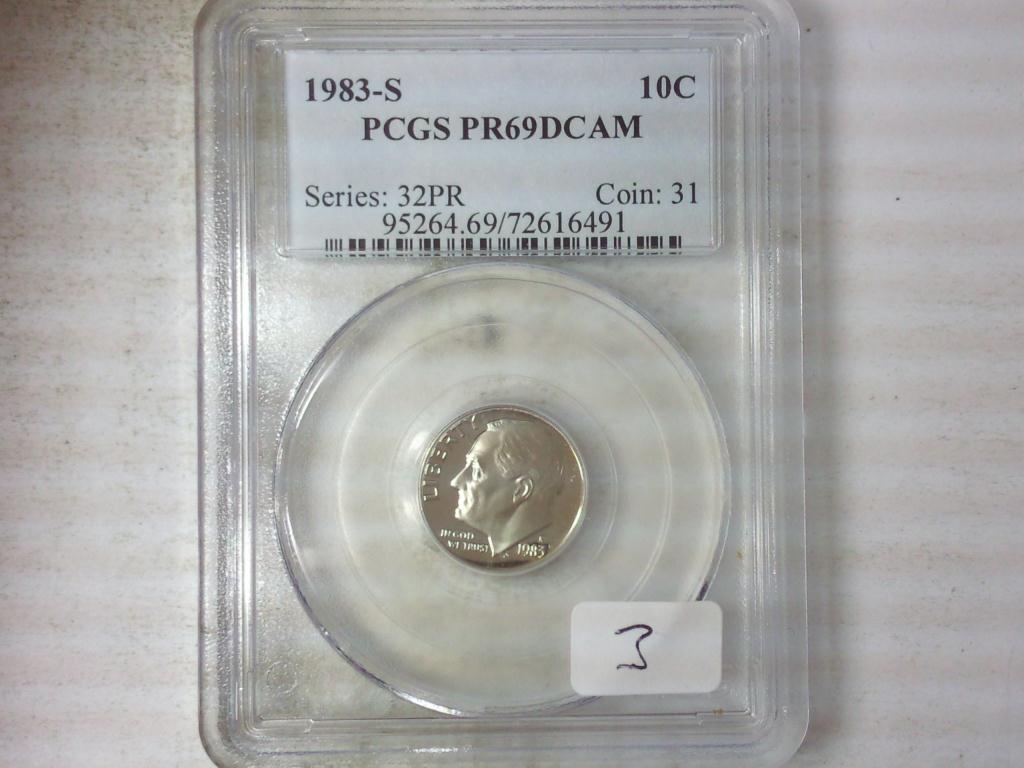 1983-S 10C
PCGS PR69DCAM
Series: 32PR Coin: 31
95264.69/72616491
LIBERTY
IN GOD
WE TRUST
1983
3